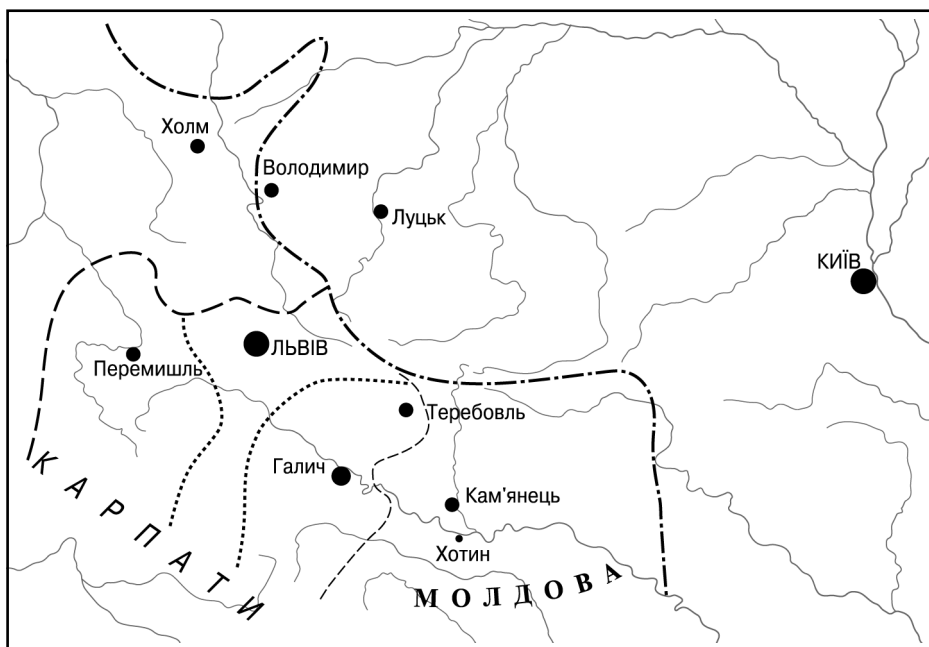 Холм
Володимир
Луцьк
КИЇВ
ЛЬВІВ
Перемишль
Теребовль
Галич
Кам'янець
Хотин
КАРПАТИ
МОЛДОВА